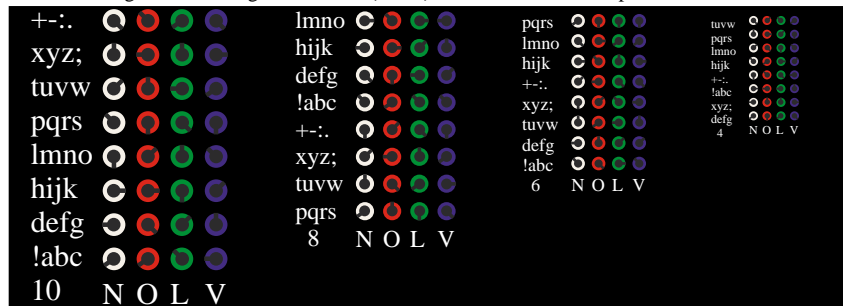 +-:.
xyz;
tuvw
pqrs
lmno
hijk
defg
!abc
10 N O L V
lmno
hijk
defg
!abc
+-:.
xyz;
tuvw
pqrs
8 N O L V
pqrs
lmno
hijk
+-:.
xyz;
tuvw
defg
!abc
6 N O L V
tuvw
pqrs
lmno
hijk
+-:.
!abc
xyz;
defg
4 N O L V